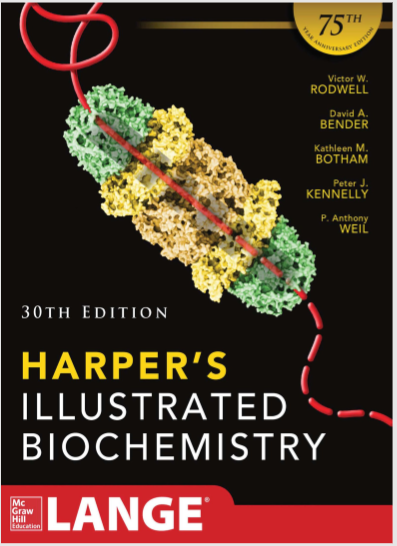 75TH
YEAR ANNIVERSARY EDITION
Victor W.
RODWELL
David A.
BENDER
Kathleen M.
BOTHAM
Peter J.
KENNELLY
P. Anthony
WEIL
30TH EDITION
HARPER'S
ILLUSTRATED
BIOCHEMISTRY
Mc
Graw
Hill
Education
LANGE®